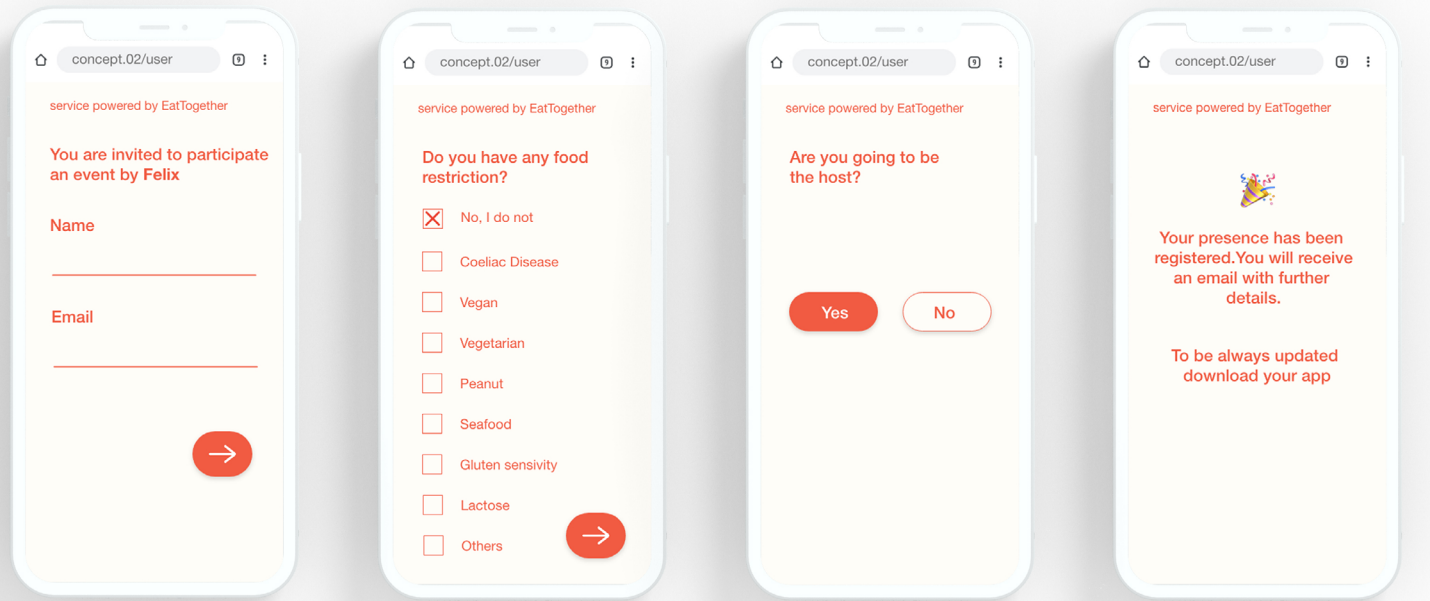 concept.02/user
9
service powered by EatTogether
You are invited to participate
an event by Felix
Name
Email
concept.02/user
9
service powered by EatTogether
Do you have any food
restriction?
No, I do not
Coeliac Disease
Vegan
Vegetarian
Peanut
Seafood
Gluten sensivity
Lactose
Others
concept.02/user
9
service powered by EatTogether
Are you going to be
the host?
Yes
No
concept.02/user
9
service powered by EatTogether
Your presence has been
registered.You will receive
an email with further
details.
To be always updated
download your app